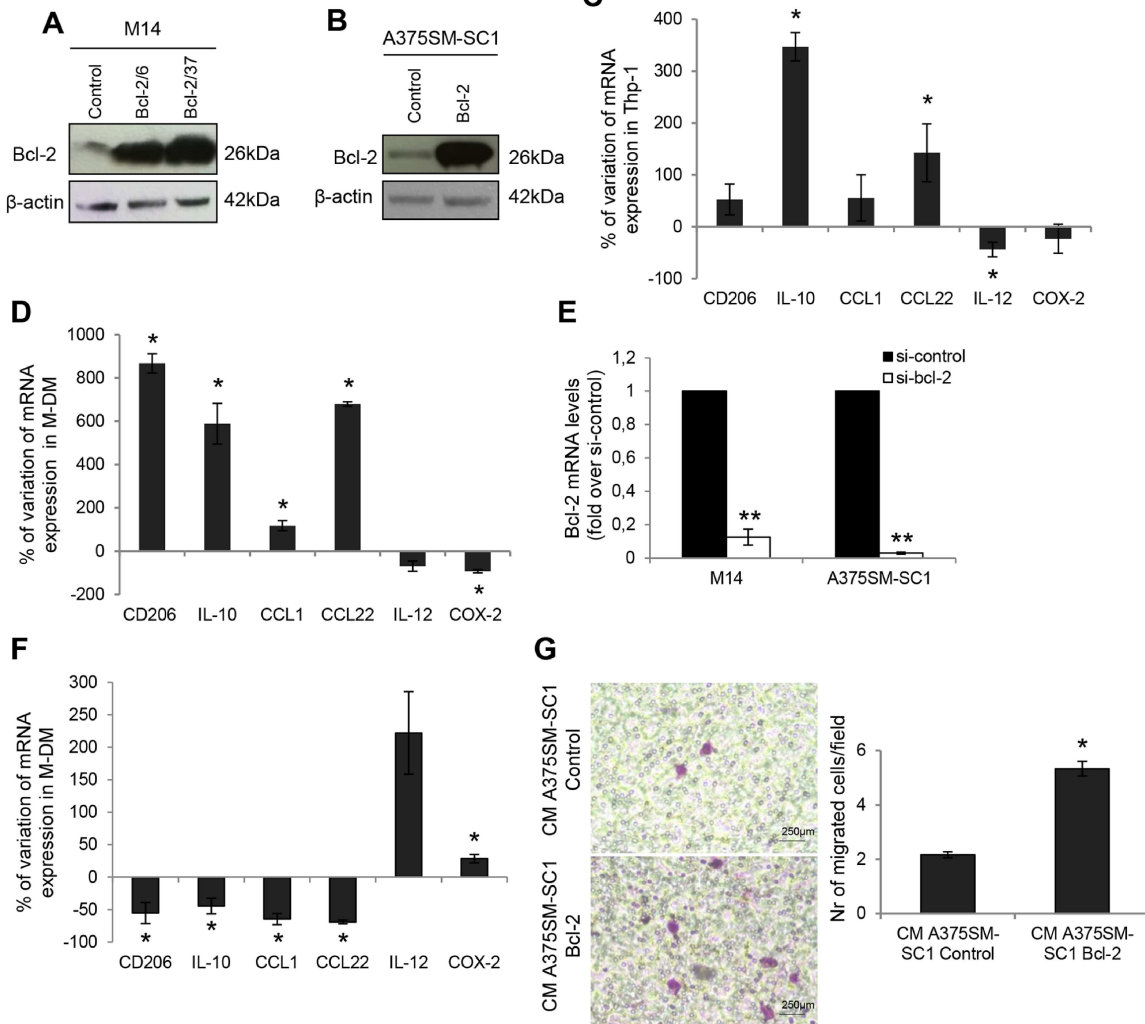 A
M14
Control
Bcl-2/6
Bcl-2/37
Bcl-2
26kDa
β-actin
42kDa
B
A375SM-SC1
Control
Bcl-2
Bcl-2
26kDa
β-actin
42kDa
% of variation of mRNA
expression in Thp-1
400
300
200
100
0
-100
*
*
*
CD206 IL-10 CCL1 CCL22 IL-12 COX-2
D
% of variation of mRNA
expression in M-DM
1000
800
600
400
200
0
-200
*
*
*
*
*
CD206 IL-10 CCL1 CCL22 IL-12 COX-2
E
Bcl-2 mRNA levels
(fold over si-control)
1,2
1
0,8
0,6
0,4
0,2
0
si-control
si-bcl-2
**
**
M14 A375SM-SC1
F
% of variation of mRNA
expression in M-DM
300
250
200
150
100
50
0
-50
-100
*
*
*
*
*
CD206 IL-10 CCL1 CCL22 IL-12 COX-2
G
CM A375SM-SC1
Control
250µm
CM A375SM-SC1
Bcl-2
250µm
Nr of migrated cells/field
6
4
2
0
*
CM A375SM-
SC1 Control
CM A375SM-
SC1 Bcl-2